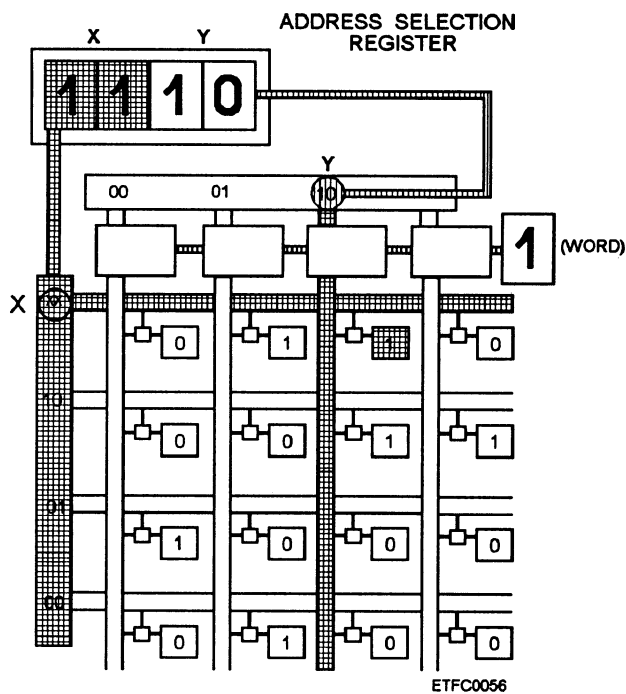 ADDRESS SELECTION
REGISTER
X Y
1 1 1 0
Y
00 01 10
1 (WORD)
X
0 1 1 0
10
0 0 1 1
01
1 0 0 0
00
0 1 0 0
ETFC0056